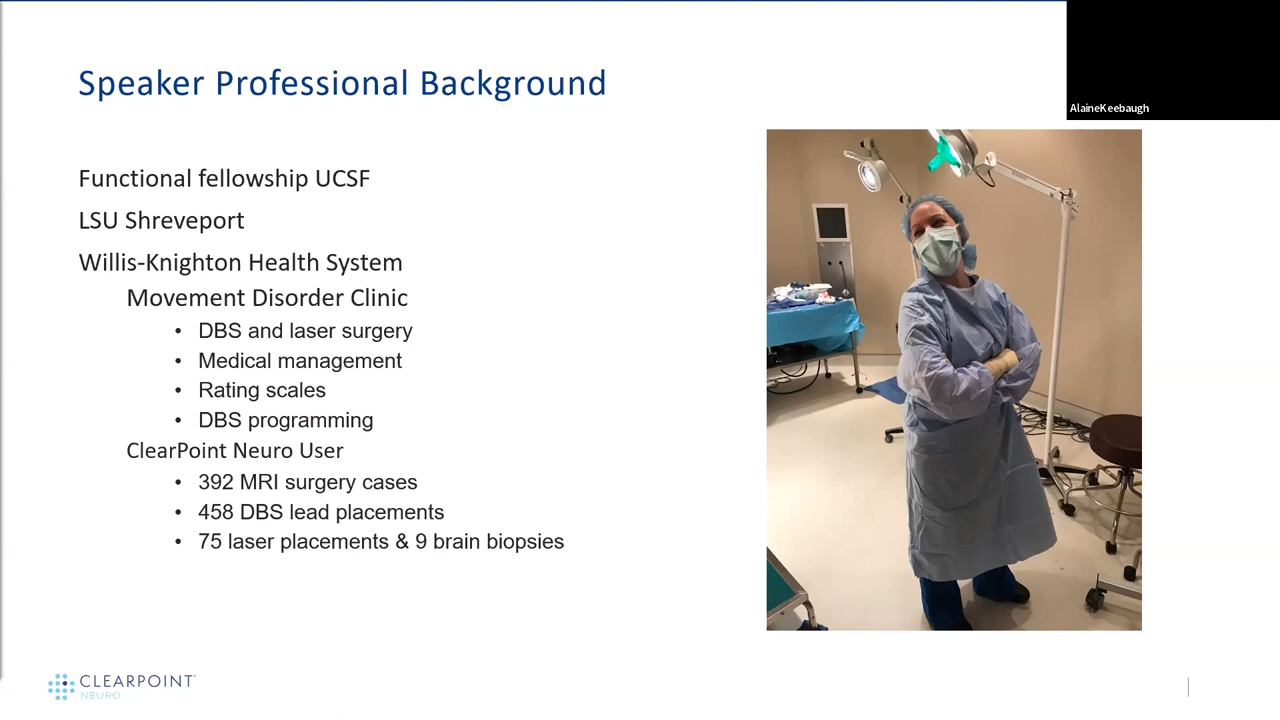 Speaker Professional Background
AlaineKeebaugh
Functional fellowship UCSF
LSU Shreveport
Willis-Knighton Health System
Movement Disorder Clinic
• DBS and laser surgery
• Medical management
• Rating scales
• DBS programming
ClearPoint Neuro User
• 392 MRI surgery cases
• 458 DBS lead placements
• 75 laser placements & 9 brain biopsies
CLEARPOINT
NEURO